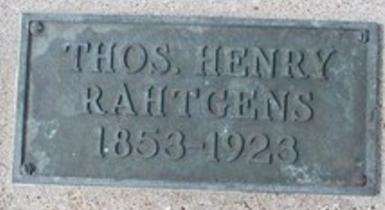 THOS. HENRY
RAHTGENS
1853-1923